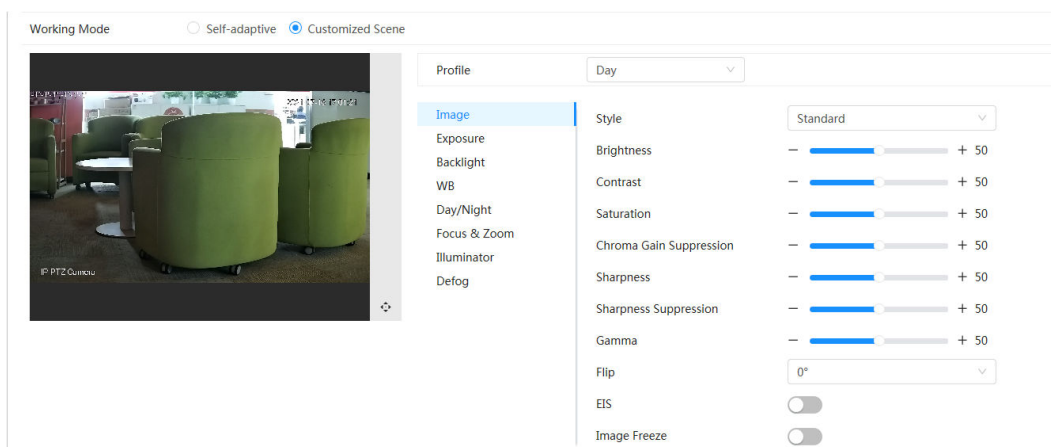 Working Mode
Self-adaptive
Customized Scene
IP PTZ Camera
Profile
Day
Image
Exposure
Backlight
WB
Day/Night
Focus & Zoom
Illuminator
Defog
Style
Standard
Brightness
50
Contrast
50
Saturation
50
Chroma Gain Suppression
50
Sharpness
50
Sharpness Suppression
50
Gamma
50
Flip
0°
EIS
Image Freeze